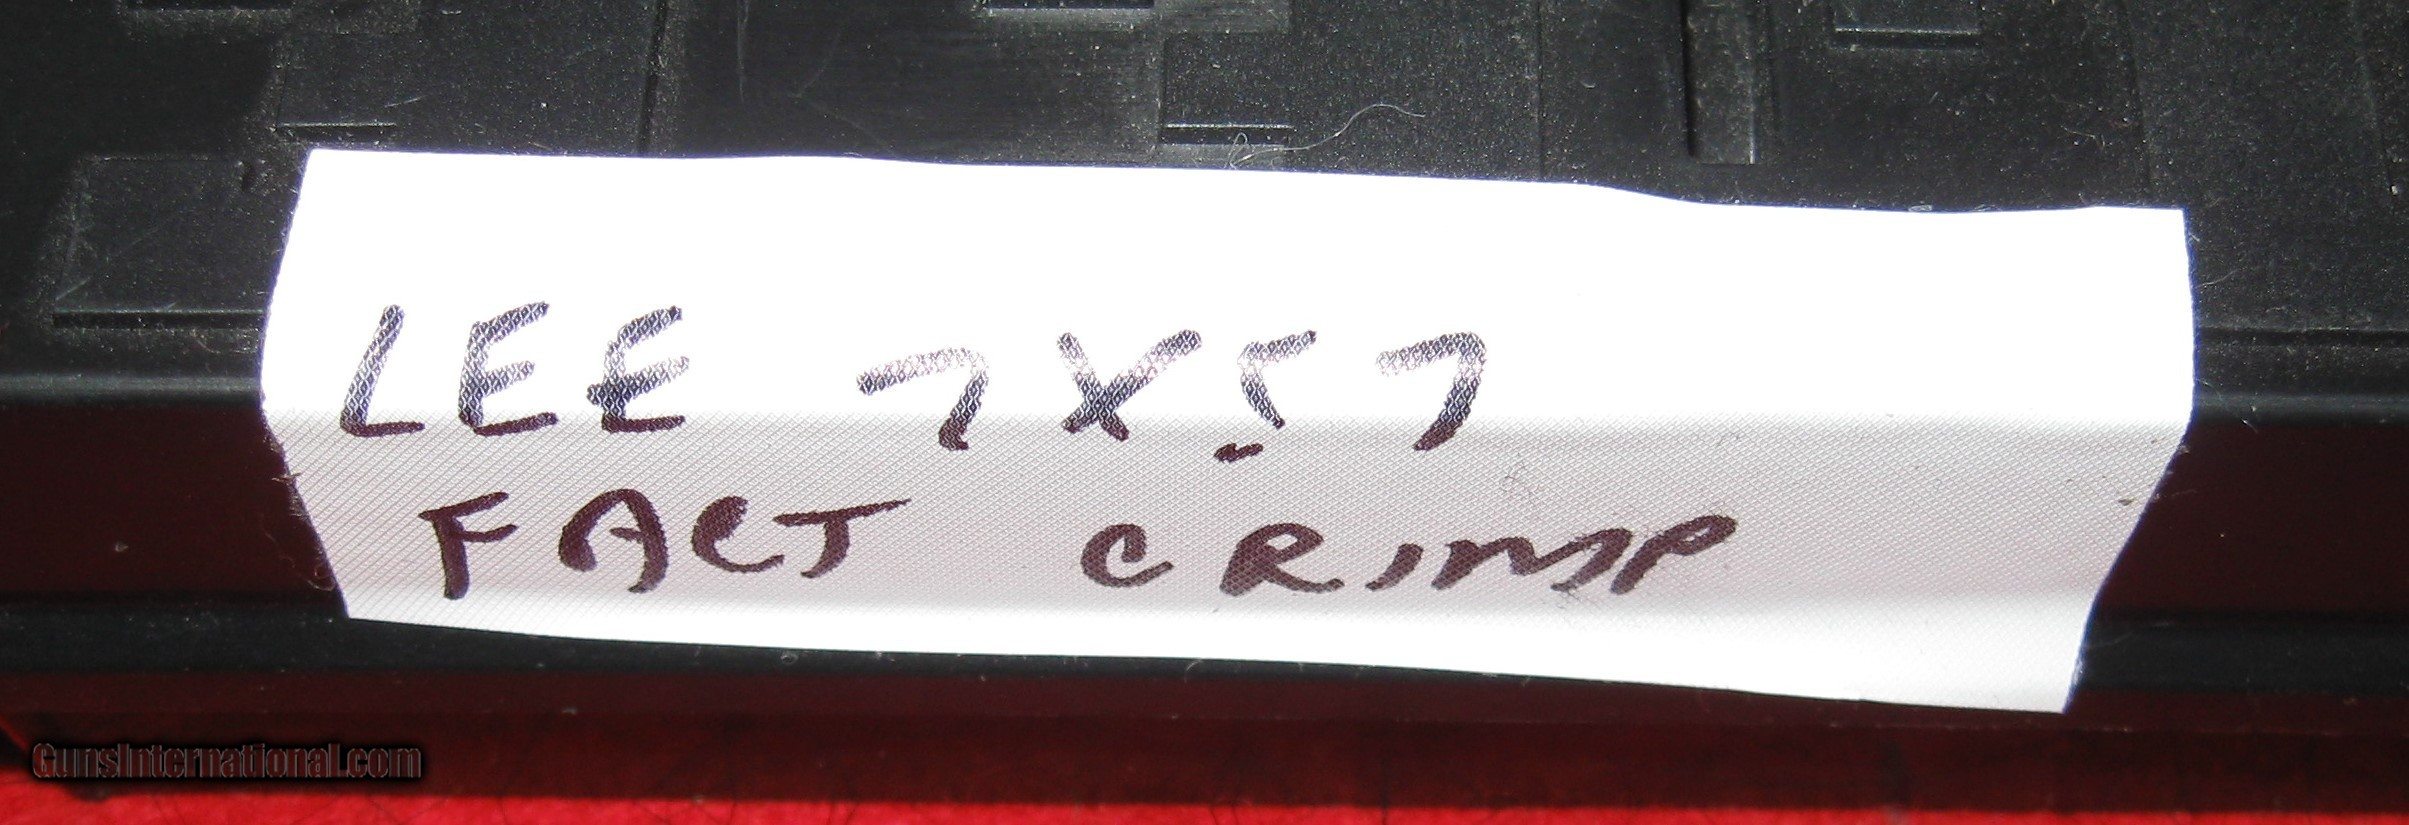 LEE 7X57
FACT CRIMP
GunsInternational.com